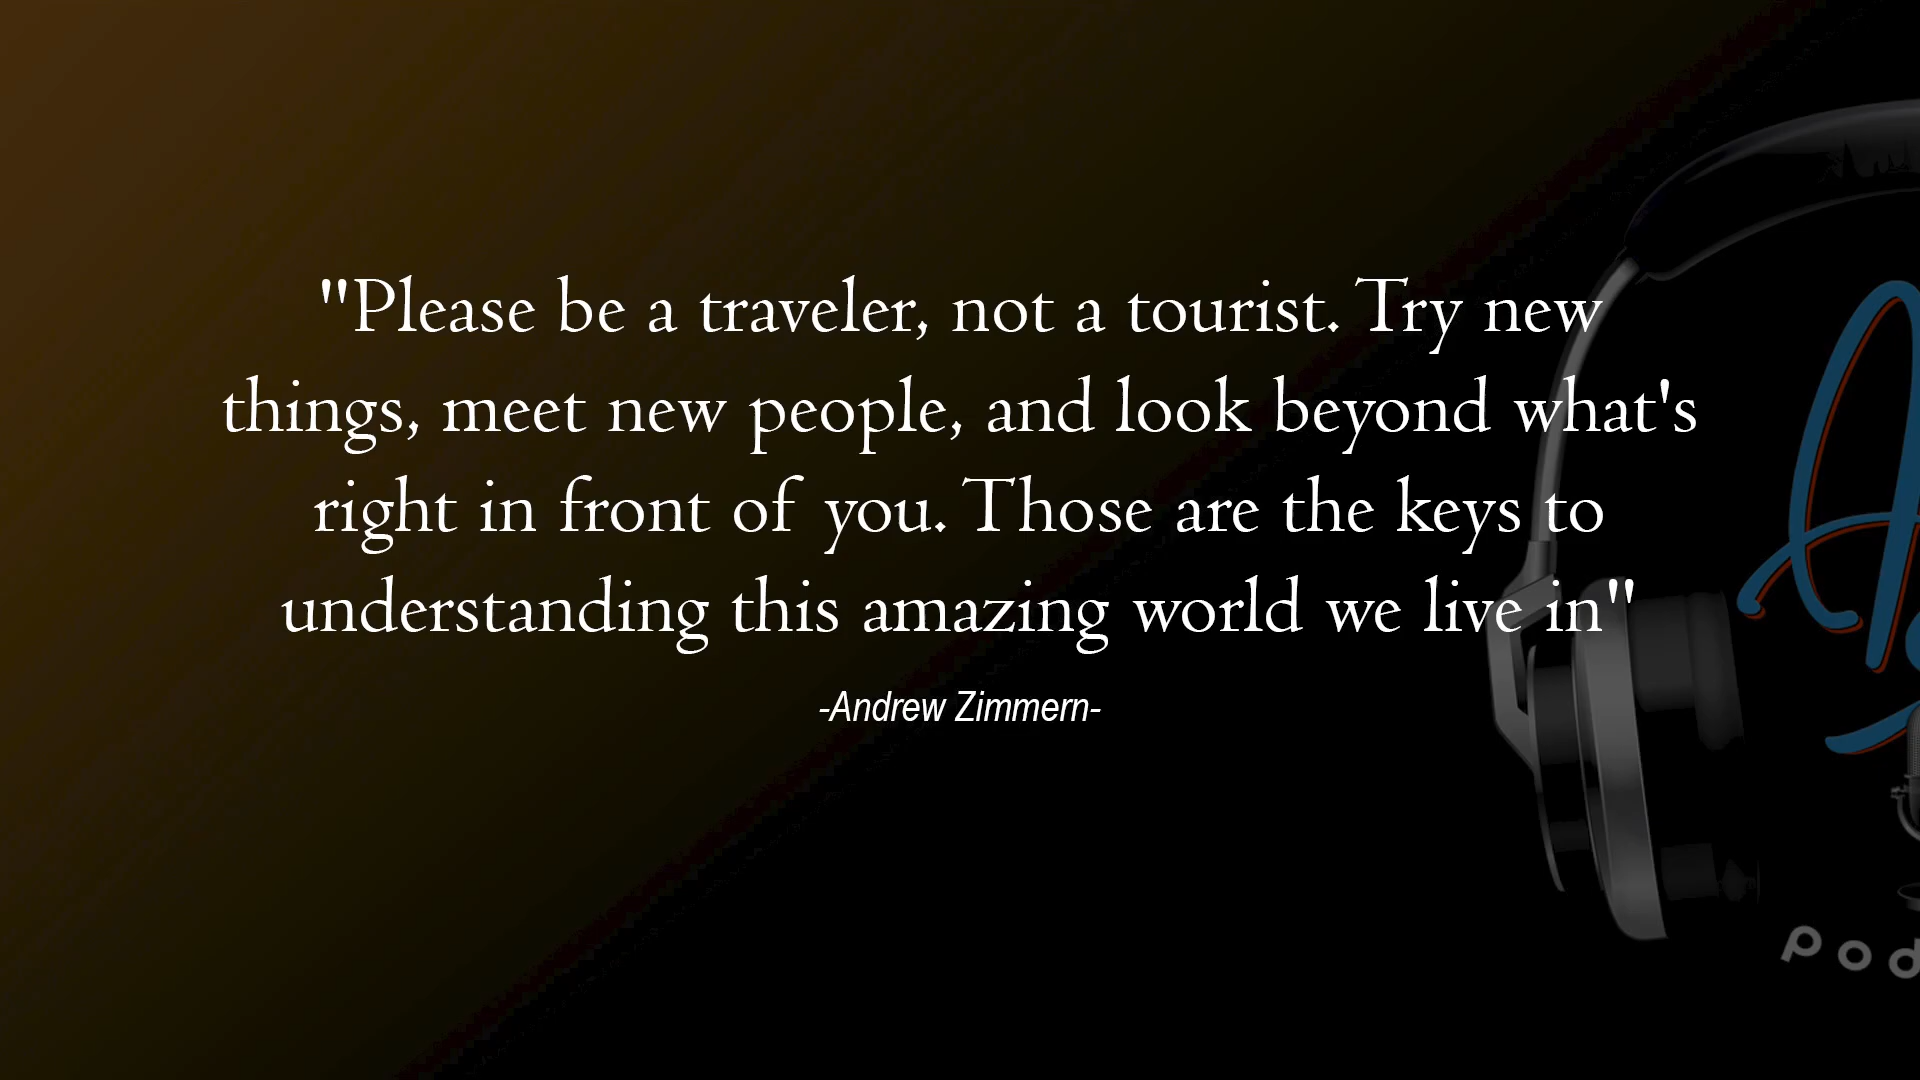 "Please be a traveler, not a tourist. Try new
things, meet new people, and look beyond what's
right in front of you. Those are the keys to
understanding this amazing world we live in"
-Andrew Zimmern-